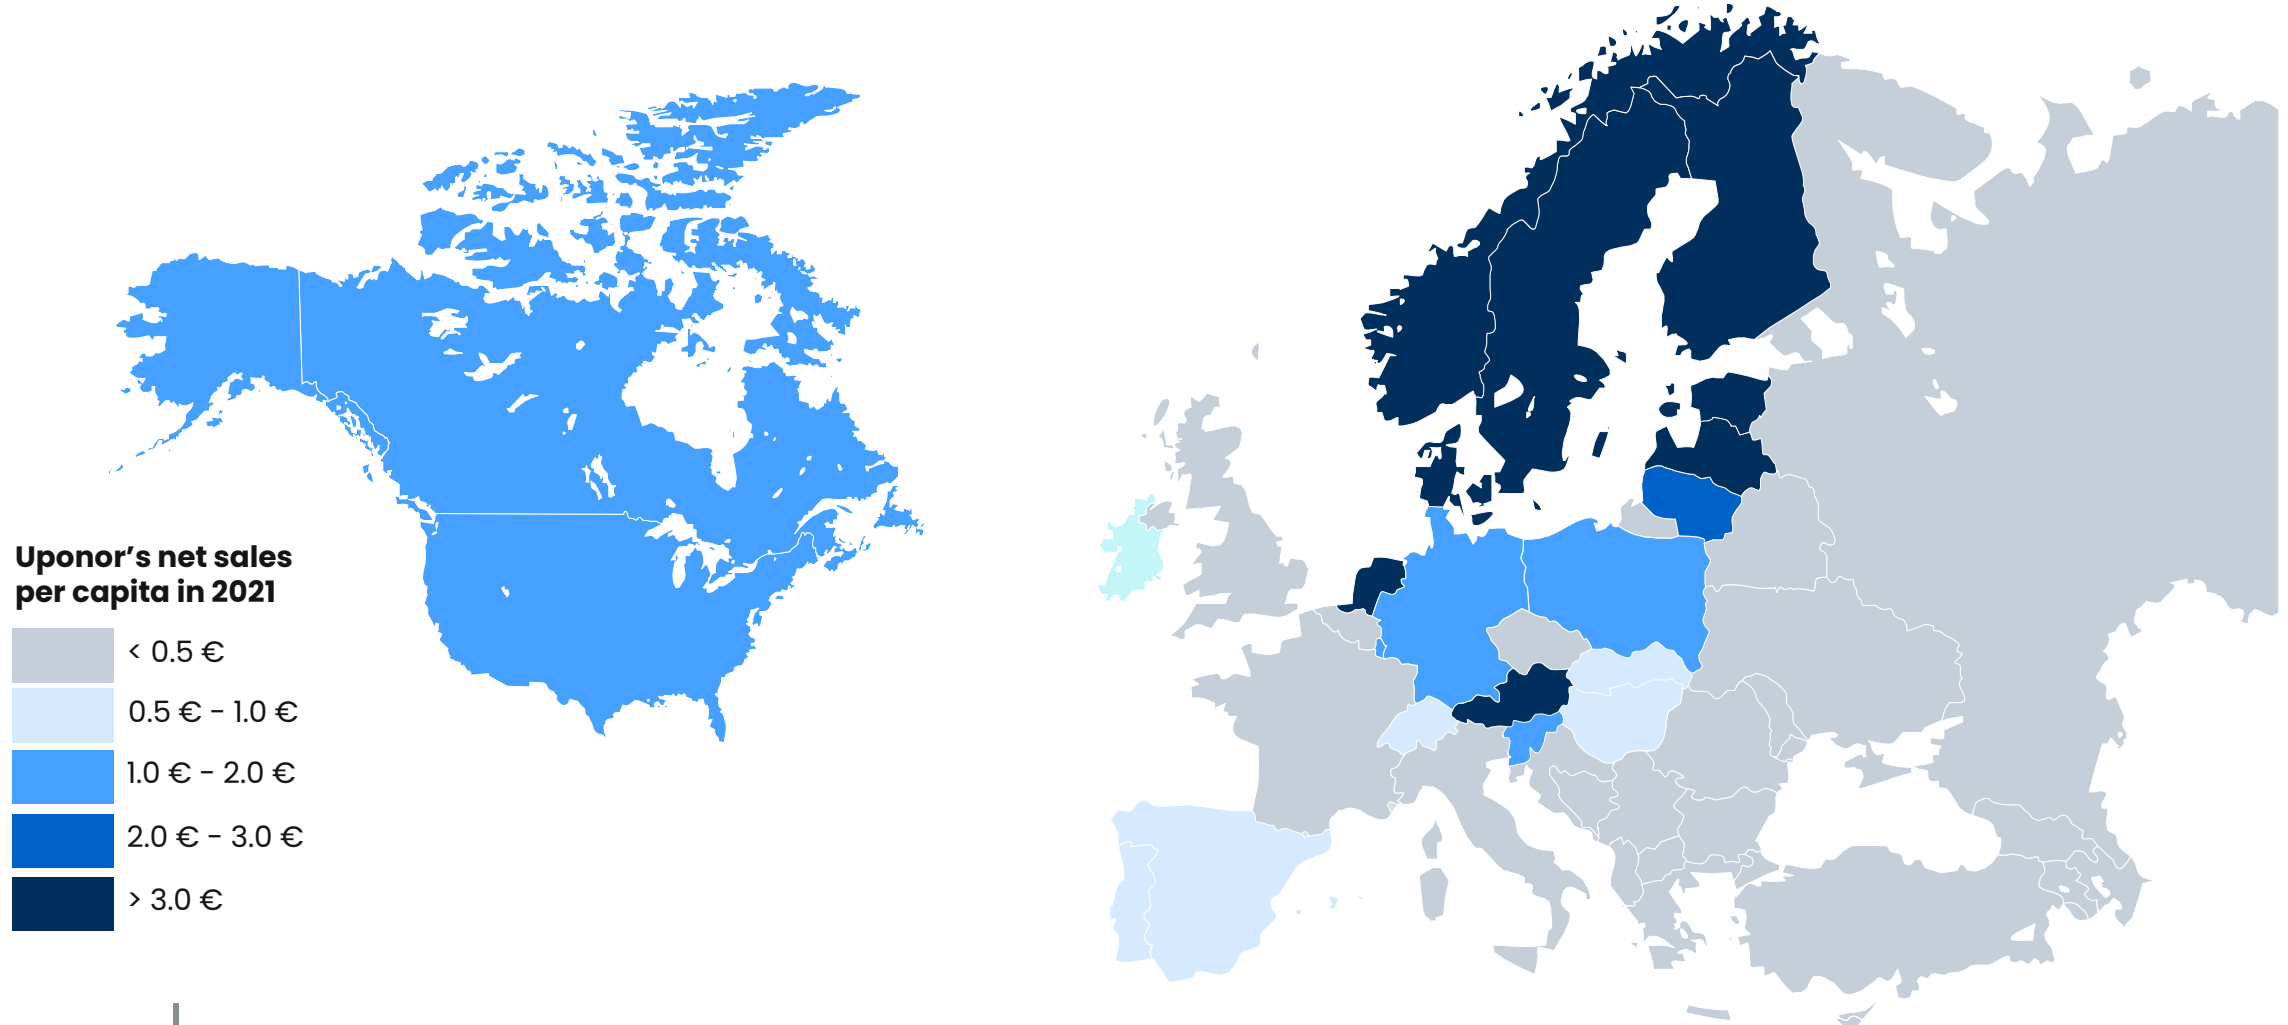 Uponor’s net sales
per capita in 2021
< 0.5 €
0.5 € - 1.0 €
1.0 € - 2.0 €
2.0 € - 3.0 €
> 3.0 €